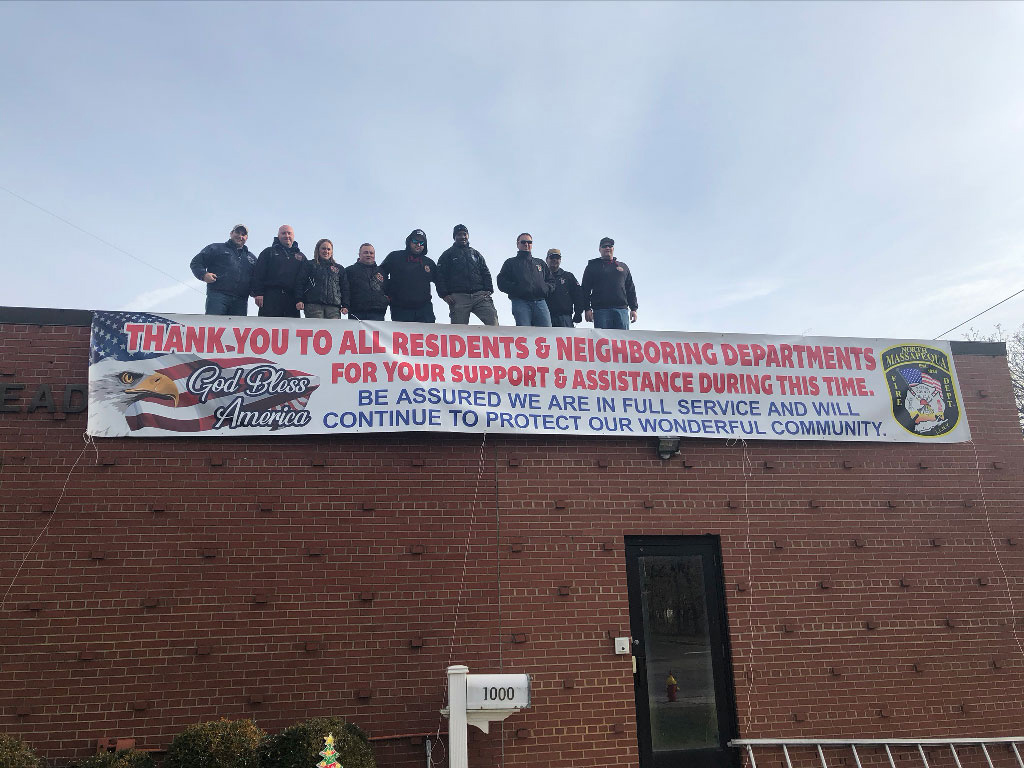 THANK YOU TO ALL RESIDENTS & NEIGHBORING DEPARTMENTS
FOR YOUR SUPPORT & ASSISTANCE DURING THIS TIME.
BE ASSURED WE ARE IN FULL SERVICE AND WILL
CONTINUE TO PROTECT OUR WONDERFUL COMMUNITY.
God Bless
America
NORTH
MASSAPEQUA
FIRE
DEPT
EAD
1000